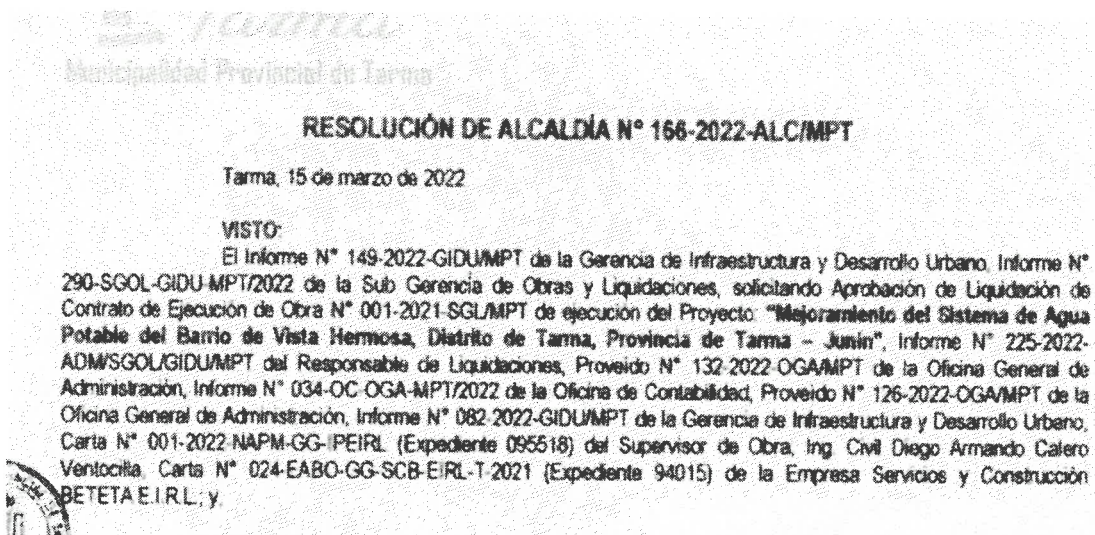 Tarma
Municipalidad Provincial de Tarma
RESOLUCIÓN DE ALCALDÍA N° 166-2022-ALC/MPT
Tarma, 15 de marzo de 2022
VISTO:
El Informe N° 149-2022-GIDU/MPT de la Gerencia de Infraestructura y Desarrollo Urbano, Informe N°
290-SGOL-GIDU-MPT/2022 de la Sub Gerencia de Obras y Liquidaciones, solicitando Aprobación de Liquidación de
Contrato de Ejecución de Obra N° 001-2021-SGL/MPT de ejecución del Proyecto: "Mejoramiento del Sistema de Agua
Potable del Barrio de Vista Hermosa, Distrito de Tarma, Provincia de Tarma – Junin", Informe N° 225-2022-
ADM/SGOL/GIDU/MPT del Responsable de Liquidaciones, Proveido N° 132-2022-OGA/MPT de la Oficina General de
Administración, Informe N° 034-OC-OGA-MPT/2022 de la Oficina de Contabilidad, Proveido N° 126-2022-OGA/MPT de la
Oficina General de Administración, Informe N° 082-2022-GIDU/MPT de la Gerencia de Infraestructura y Desarrollo Urbano,
Carta N° 001-2022-NAPM-GG-IPEIRL (Expediente 095518) del Supervisor de Obra, Ing. Civil Diego Armando Calero
Ventocilla, Carta N° 024-EABO-GG-SCB-EIRL-T-2021 (Expediente 94015) de la Empresa Servicios y Construcción
BETETA E.I.R.L.; y.